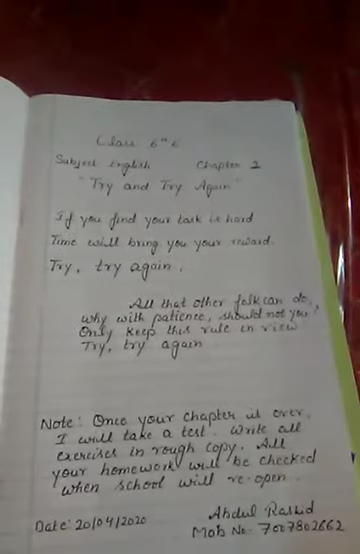 Class 6th E
Subject English Chapter 2
"Try and Try Again"
If you find your task is hard
Time will bring you your reward.
Try, try again.
All that other folk can do,
why with patience, should not you?
Only keep this rule in view
Try, try again
Note: Once your chapter is over,
I will take a test. Write all
exercises in rough copy. All
your homework will be checked
when school will re-open.
Date: 20/04/2020
Abdul Rashid
Mob No- 7007802662